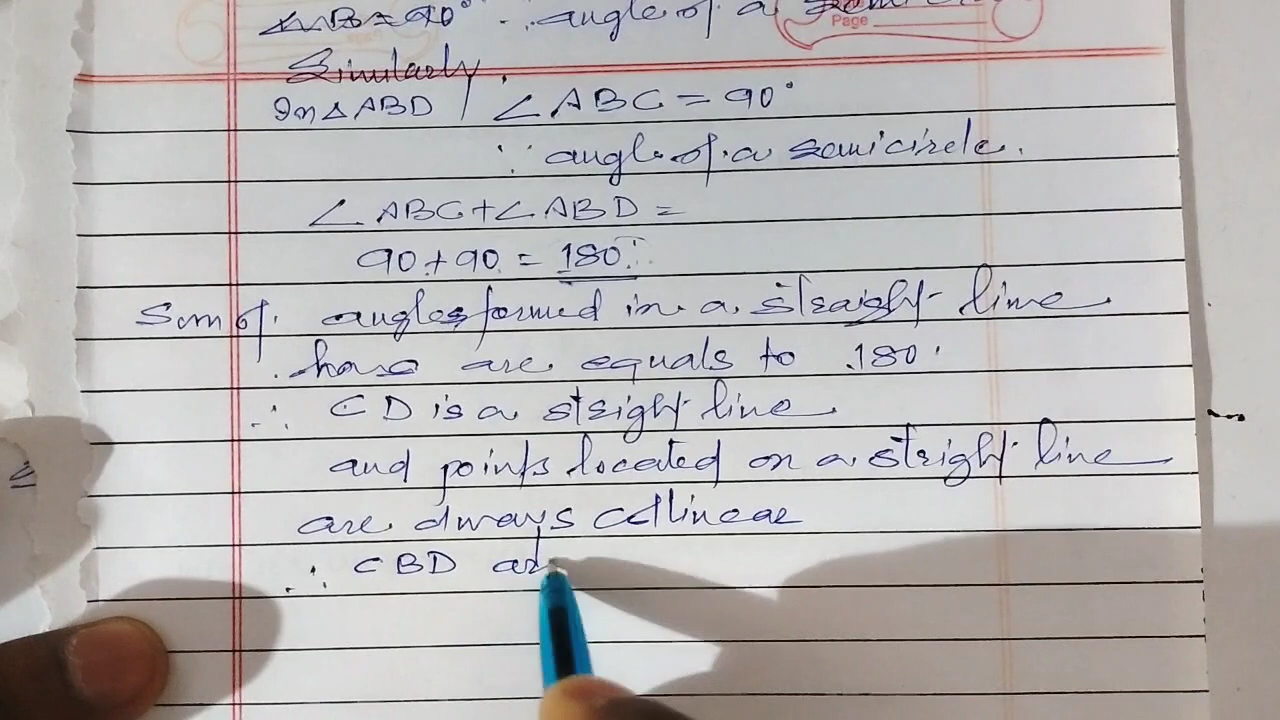 =90° ∵ angle of a
Page
Similarly.
In △ABD / ∠ABC = 90°
∵ angle of a semicircle.
∠ABC+∠ABD =
90+90 = 180°
Sum of angles formed in a straight line
are equals to 180°
∴ CD is a streight line
and points located on a streight line
are always collinear
∴ CBD